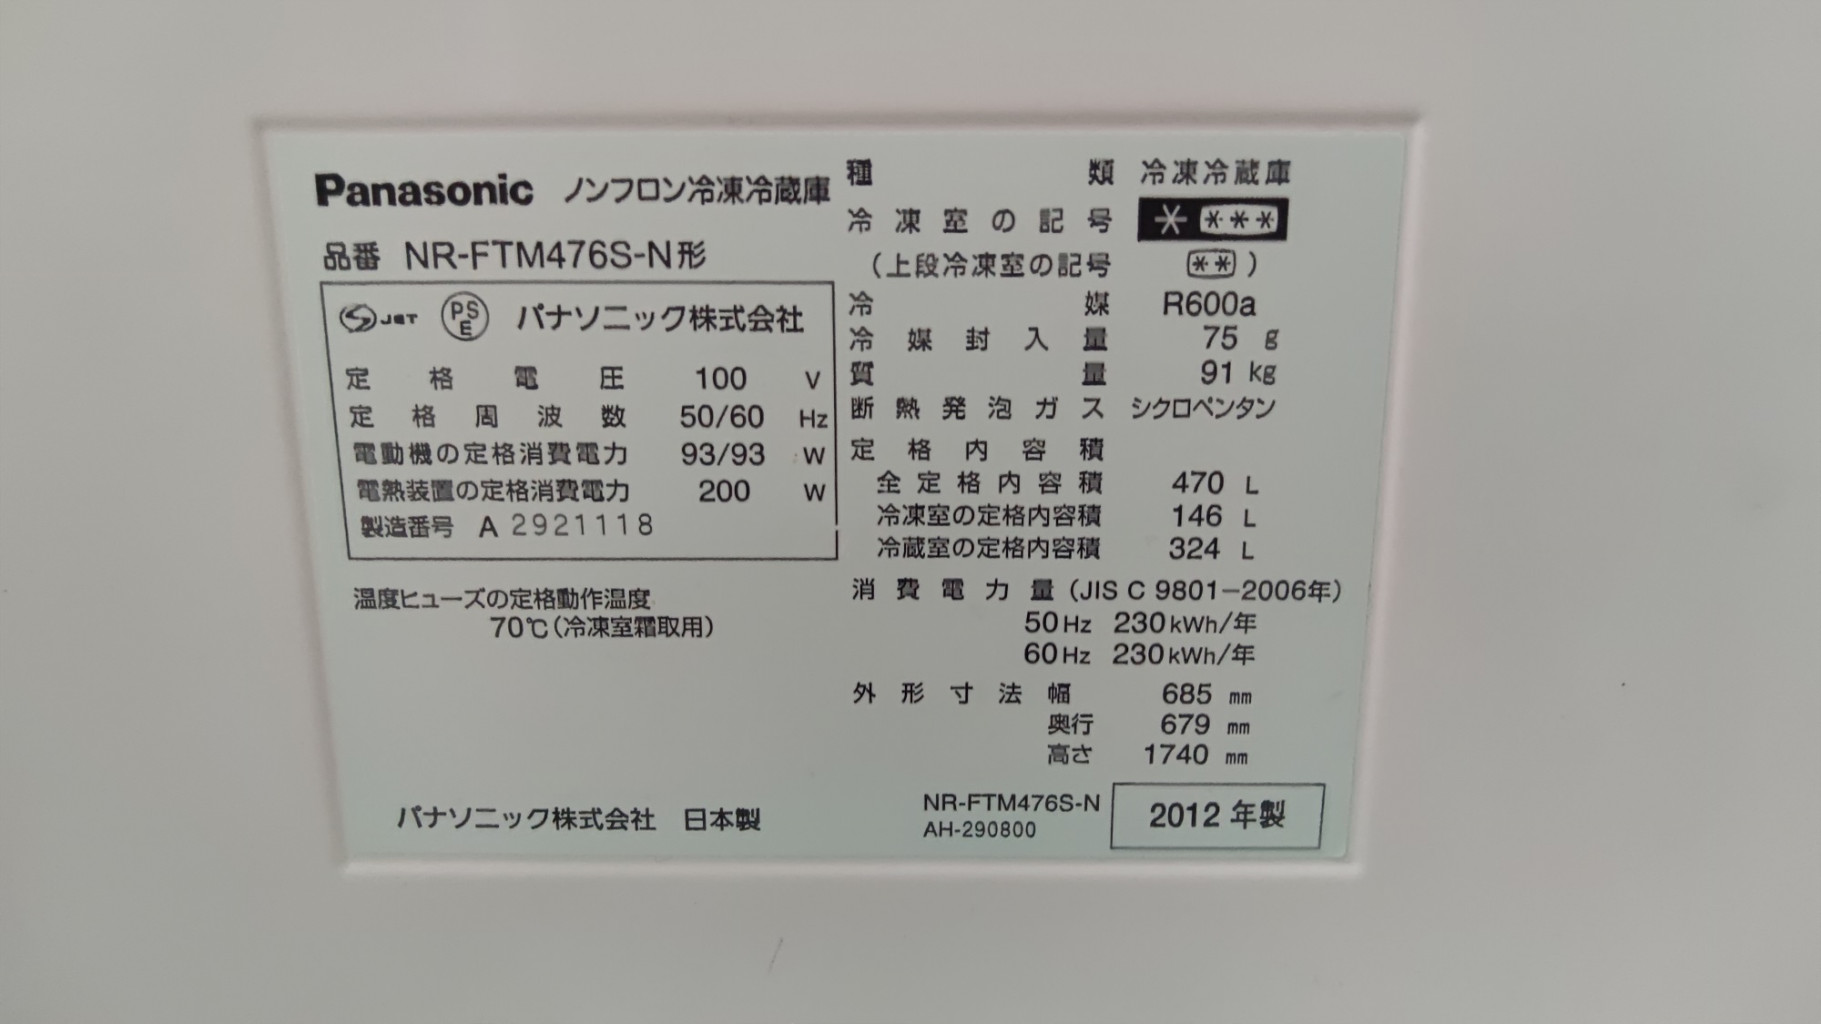 Panasonic ノンフロン冷凍冷蔵庫
品番 NR-FTM476S-N形
S JET PSE パナソニック株式会社
定格電圧 100 V
定格周波数 50/60 Hz
電動機の定格消費電力 93/93 W
電熱装置の定格消費電力 200 W
製造番号 A 2921118
温度ヒューズの定格動作温度
70℃(冷凍室霜取用)
パナソニック株式会社 日本製
種類 冷凍冷蔵庫
冷凍室の記号 * ***
(上段冷凍室の記号 ** )
冷媒 R600a
冷媒封入量 75 g
質量 91 kg
断熱発泡ガス シクロペンタン
定格内容積
全定格内容積 470 L
冷凍室の定格内容積 146 L
冷蔵室の定格内容積 324 L
消費電力量(JIS C 9801-2006年)
50Hz 230kWh/年
60Hz 230kWh/年
外形寸法幅 685 mm
奥行 679 mm
高さ 1740 mm
NR-FTM476S-N
AH-290800
2012 年製